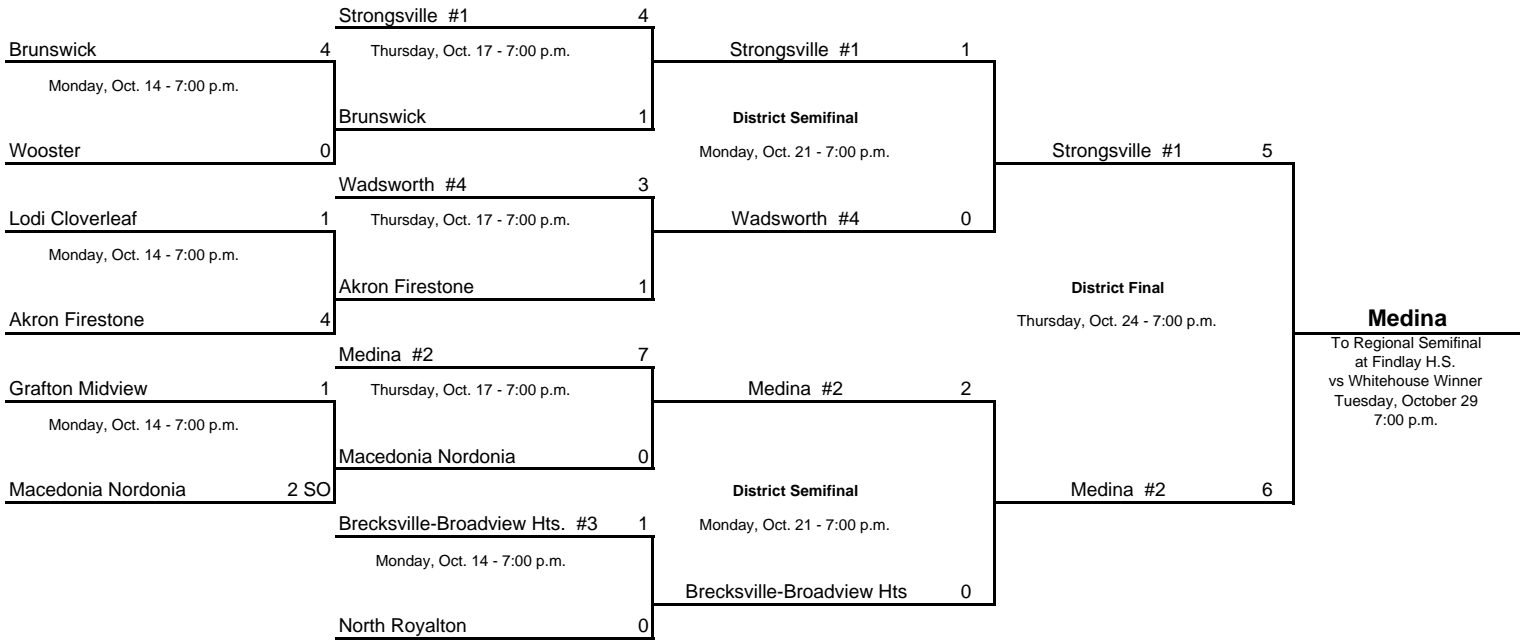 Strongsville #1 4
Brunswick 4
Thursday, Oct. 17 - 7:00 p.m.
Strongsville #1 1
Monday, Oct. 14 - 7:00 p.m.
Brunswick 1
District Semifinal
Wooster 0
Monday, Oct. 21 - 7:00 p.m.
Strongsville #1 5
Wadsworth #4 3
Lodi Cloverleaf 1
Thursday, Oct. 17 - 7:00 p.m.
Wadsworth #4 0
Monday, Oct. 14 - 7:00 p.m.
Akron Firestone 1
District Final
Akron Firestone 4
Thursday, Oct. 24 - 7:00 p.m.
Medina
To Regional Semifinal
at Findlay H.S.
vs Whitehouse Winner
Tuesday, October 29
7:00 p.m.
Medina #2 7
Grafton Midview 1
Thursday, Oct. 17 - 7:00 p.m.
Medina #2 2
Monday, Oct. 14 - 7:00 p.m.
Macedonia Nordonia 0
Macedonia Nordonia 2 SO
District Semifinal
Medina #2 6
Brecksville-Broadview Hts. #3 1
Monday, Oct. 21 - 7:00 p.m.
Monday, Oct. 14 - 7:00 p.m.
Brecksville-Broadview Hts 0
North Royalton 0